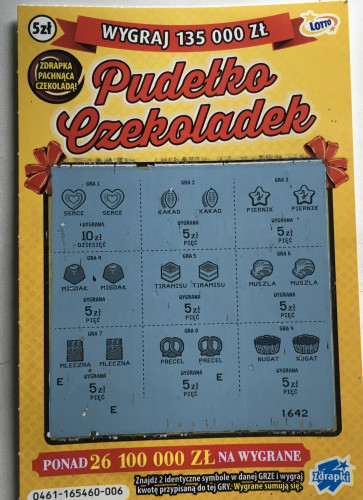 5zł
WYGRAJ 135 000 ZŁ
LOTTO
ZDRAPKA
PACHNĄCA
CZEKOLADĄ!
Pudełko
Czekoladek
GRA 1 GRA 2 GRA 3
SERCE SERCE KAKAO KAKAO PIERNIK PIERNIK
WYGRANA WYGRANA WYGRANA
10zł 5zł 5zł
DZIESIĘĆ PIĘĆ PIĘĆ
GRA 4 GRA 5 GRA 6
MIGDAŁ MIGDAŁ TIRAMISU TIRAMISU MUSZLA MUSZLA
WYGRANA WYGRANA WYGRANA
5zł 5zł 5zł
PIĘĆ PIĘĆ PIĘĆ
GRA 7 GRA 8 GRA 9
MLECZNA MLECZNA PRECEL PRECEL NUGAT NUGAT
WYGRANA WYGRANA WYGRANA
E 5zł 5zł E 5zł
PIĘĆ PIĘĆ PIĘĆ
E 1642
PONAD 26 100 000 ZŁ NA WYGRANE
Znajdź 2 identyczne symbole w danej GRZE i wygraj
kwotę przypisaną do tej GRY. Wygrane sumują się.
0461-165460-006
Zdrapki